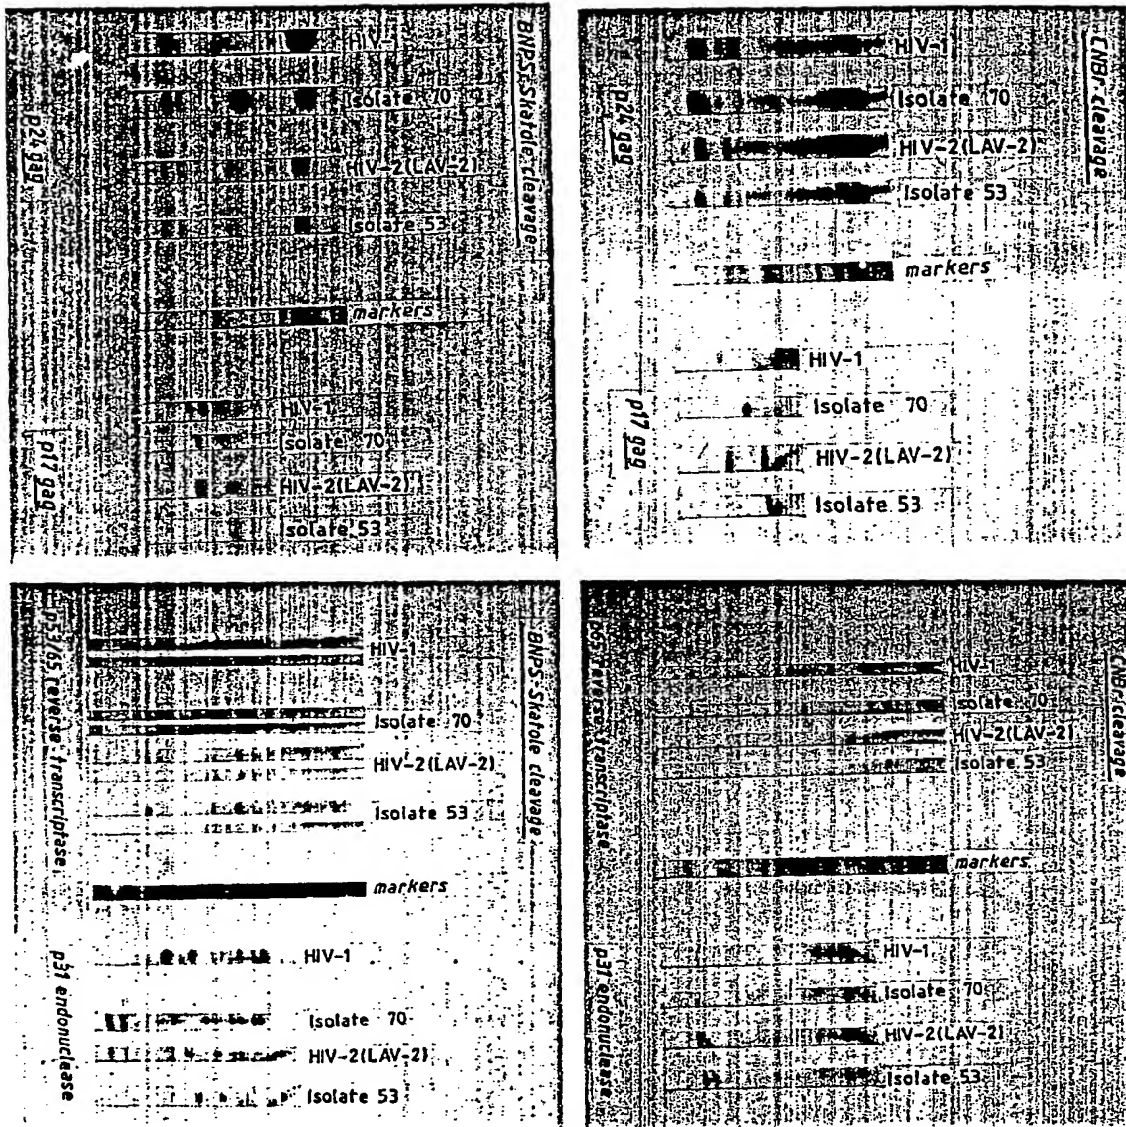 BNPS-Skatole cleavage
HIV-1
Isolate 70
HIV-2(LAV-2)
Isolate 53
markers
HIV-1
solate 70
HIV-2(LAV-2)
Isolate 53
p24 gag
p17 gag
CNBr-cleavage
HIV-1
Isolate 70
HIV-2(LAV-2)
Isolate 53
markers
HIV-1
Isolate 70
HIV-2(LAV-2)
Isolate 53
p24 gag
p17 gag
BNPS-Skatole cleavage
HIV-1
Isolate 70
HIV-2(LAV-2)
Isolate 53
markers
HIV-1
Isolate 70
HIV-2(LAV-2)
Isolate 53
p53/65 reverse transcriptase
p31 endonuclease
CNBr-cleavage
HIV-1
Isolate 70
HIV-2(LAV-2)
Isolate 53
markers
HIV-1
Isolate 70
HIV-2(LAV-2)
Isolate 53
p65 reverse transcriptase
p31 endonuclease